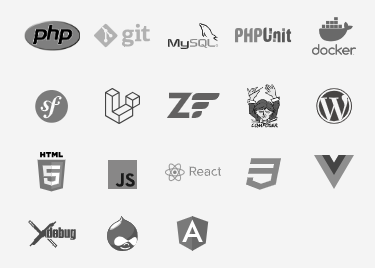 php
git
MySQL
PHPUnit
docker
sf
ZF
COMPOSER
W
HTML
5
JS
React
3
Xdebug
A